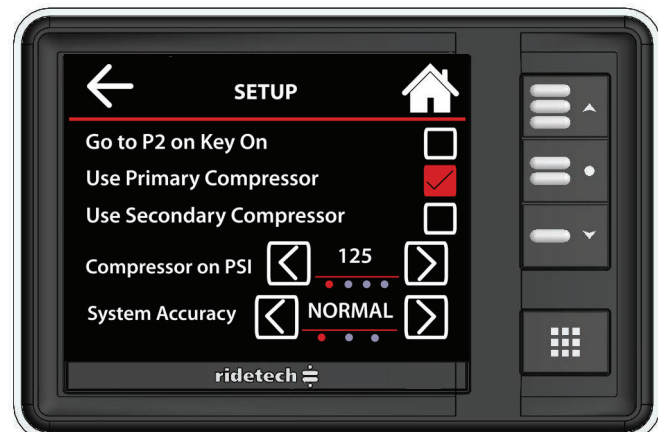 SETUP
Go to P2 on Key On
Use Primary Compressor
Use Secondary Compressor
Compressor on PSI 125
System Accuracy NORMAL
ridetech